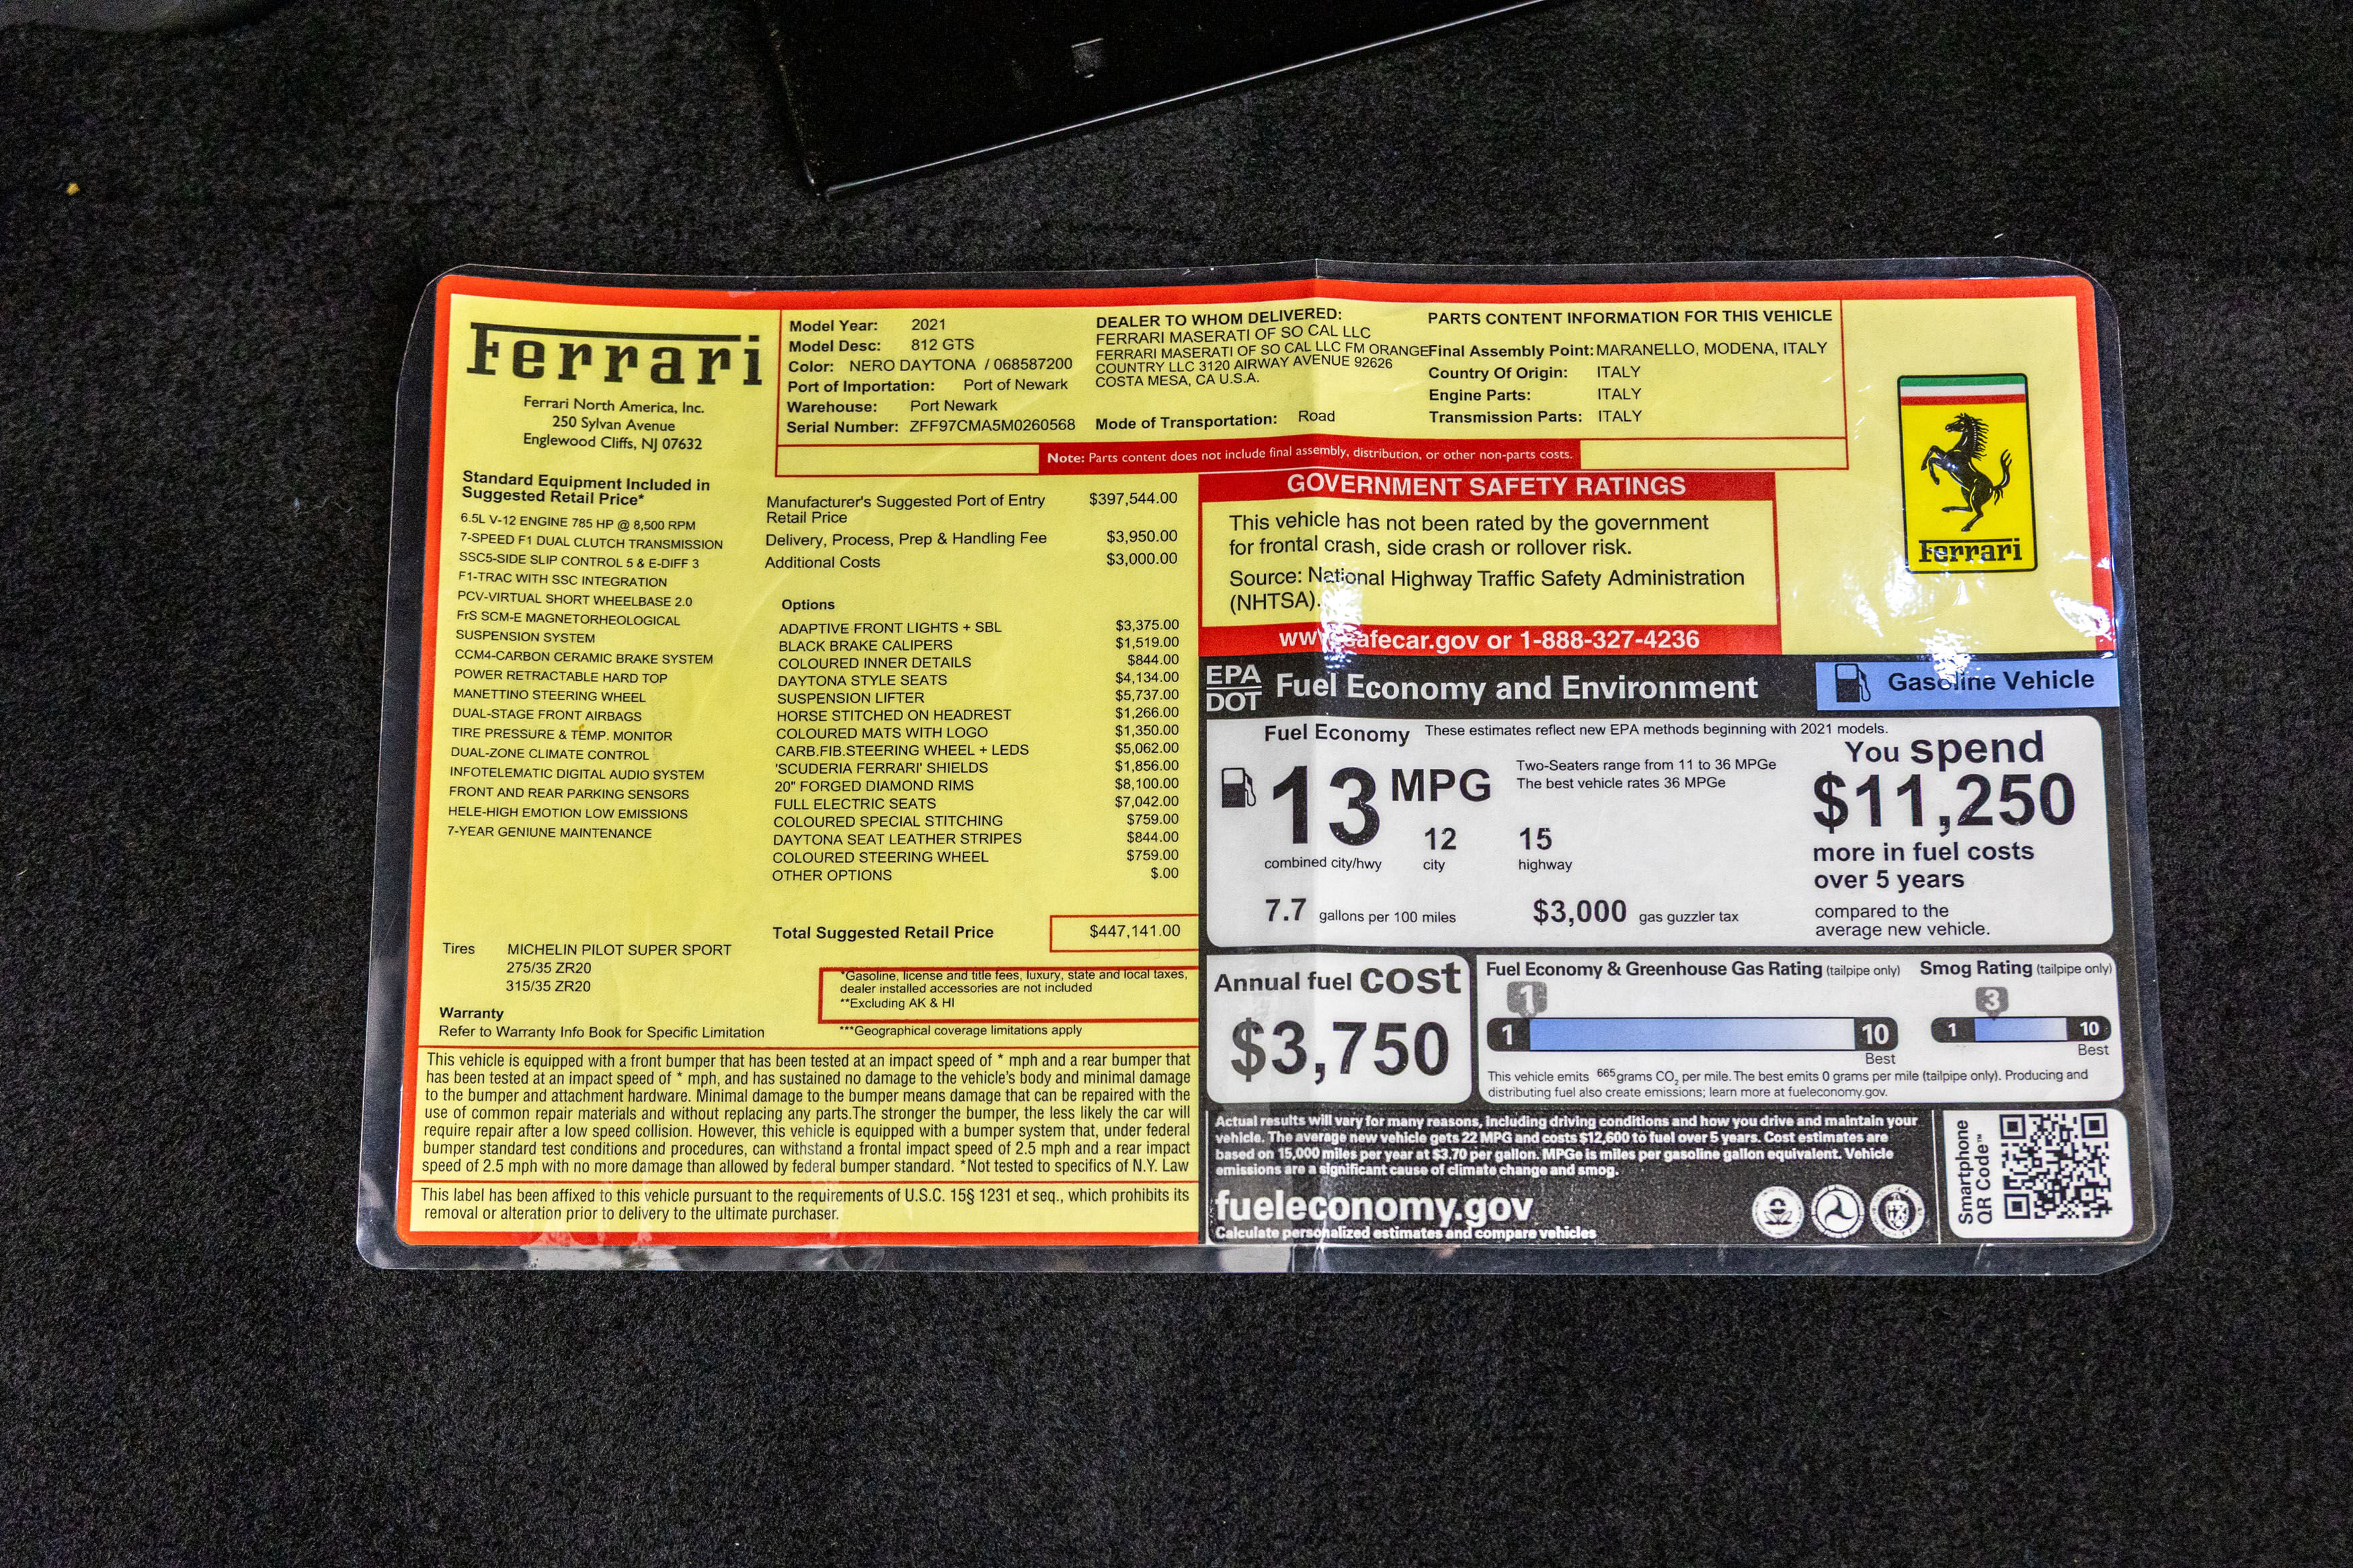 Ferrari
Ferrari North America, Inc.
250 Sylvan Avenue
Englewood Cliffs, NJ 07632
Model Year: 2021
Model Desc: 812 GTS
Color: NERO DAYTONA / 068587200
Port of Importation: Port of Newark
Warehouse: Port Newark
Serial Number: ZFF97CMA5M0260568
DEALER TO WHOM DELIVERED:
FERRARI MASERATI OF SO CAL LLC
FERRARI MASERATI OF SO CAL LLC FM ORANGE
COUNTRY LLC 3120 AIRWAY AVENUE 92626
COSTA MESA, CA U.S.A.
Mode of Transportation: Road
PARTS CONTENT INFORMATION FOR THIS VEHICLE
Final Assembly Point: MARANELLO, MODENA, ITALY
Country Of Origin: ITALY
Engine Parts: ITALY
Transmission Parts: ITALY
Note: Parts content does not include final assembly, distribution, or other non-parts costs.
Ferrari
Standard Equipment Included in
Suggested Retail Price*
6.5L V-12 ENGINE 785 HP @ 8,500 RPM
7-SPEED F1 DUAL CLUTCH TRANSMISSION
SSC5-SIDE SLIP CONTROL 5 & E-DIFF 3
F1-TRAC WITH SSC INTEGRATION
PCV-VIRTUAL SHORT WHEELBASE 2.0
FrS SCM-E MAGNETORHEOLOGICAL
SUSPENSION SYSTEM
CCM4-CARBON CERAMIC BRAKE SYSTEM
POWER RETRACTABLE HARD TOP
MANETTINO STEERING WHEEL
DUAL-STAGE FRONT AIRBAGS
TIRE PRESSURE & TEMP. MONITOR
DUAL-ZONE CLIMATE CONTROL
INFOTELEMATIC DIGITAL AUDIO SYSTEM
FRONT AND REAR PARKING SENSORS
HELE-HIGH EMOTION LOW EMISSIONS
7-YEAR GENIUNE MAINTENANCE
Tires MICHELIN PILOT SUPER SPORT
275/35 ZR20
315/35 ZR20
Warranty
Refer to Warranty Info Book for Specific Limitation
Manufacturer's Suggested Port of Entry $397,544.00
Retail Price
Delivery, Process, Prep & Handling Fee $3,950.00
Additional Costs $3,000.00
Options
ADAPTIVE FRONT LIGHTS + SBL $3,375.00
BLACK BRAKE CALIPERS $1,519.00
COLOURED INNER DETAILS $844.00
DAYTONA STYLE SEATS $4,134.00
SUSPENSION LIFTER $5,737.00
HORSE STITCHED ON HEADREST $1,266.00
COLOURED MATS WITH LOGO $1,350.00
CARB.FIB.STEERING WHEEL + LEDS $5,062.00
'SCUDERIA FERRARI' SHIELDS $1,856.00
20" FORGED DIAMOND RIMS $8,100.00
FULL ELECTRIC SEATS $7,042.00
COLOURED SPECIAL STITCHING $759.00
DAYTONA SEAT LEATHER STRIPES $844.00
COLOURED STEERING WHEEL $759.00
OTHER OPTIONS $.00
Total Suggested Retail Price $447,141.00
*Gasoline, license and title fees, luxury, state and local taxes,
dealer installed accessories are not included
**Excluding AK & HI
***Geographical coverage limitations apply
This vehicle is equipped with a front bumper that has been tested at an impact speed of * mph and a rear bumper that
has been tested at an impact speed of * mph, and has sustained no damage to the vehicle's body and minimal damage
to the bumper and attachment hardware. Minimal damage to the bumper means damage that can be repaired with the
use of common repair materials and without replacing any parts.The stronger the bumper, the less likely the car will
require repair after a low speed collision. However, this vehicle is equipped with a bumper system that, under federal
bumper standard test conditions and procedures, can withstand a frontal impact speed of 2.5 mph and a rear impact
speed of 2.5 mph with no more damage than allowed by federal bumper standard. *Not tested to specifics of N.Y. Law
This label has been affixed to this vehicle pursuant to the requirements of U.S.C. 15§ 1231 et seq., which prohibits its
removal or alteration prior to delivery to the ultimate purchaser.
GOVERNMENT SAFETY RATINGS
This vehicle has not been rated by the government
for frontal crash, side crash or rollover risk.
Source: National Highway Traffic Safety Administration
(NHTSA).
www.safecar.gov or 1-888-327-4236
EPA
DOT
Fuel Economy and Environment
Gasoline Vehicle
Fuel Economy These estimates reflect new EPA methods beginning with 2021 models.
13 MPG
combined city/hwy
12
city
15
highway
Two-Seaters range from 11 to 36 MPGe
The best vehicle rates 36 MPGe
7.7 gallons per 100 miles
$3,000 gas guzzler tax
You spend
$11,250
more in fuel costs
over 5 years
compared to the
average new vehicle.
Annual fuel cost
$3,750
Fuel Economy & Greenhouse Gas Rating (tailpipe only)
1
1 10
Best
Smog Rating (tailpipe only)
3
1 10
Best
This vehicle emits 665grams CO2 per mile. The best emits 0 grams per mile (tailpipe only). Producing and
distributing fuel also create emissions; learn more at fueleconomy.gov.
Actual results will vary for many reasons, including driving conditions and how you drive and maintain your
vehicle. The average new vehicle gets 22 MPG and costs $12,600 to fuel over 5 years. Cost estimates are
based on 15,000 miles per year at $3.70 per gallon. MPGe is miles per gasoline gallon equivalent. Vehicle
emissions are a significant cause of climate change and smog.
fueleconomy.gov
Calculate personalized estimates and compare vehicles
Smartphone
QR Code™